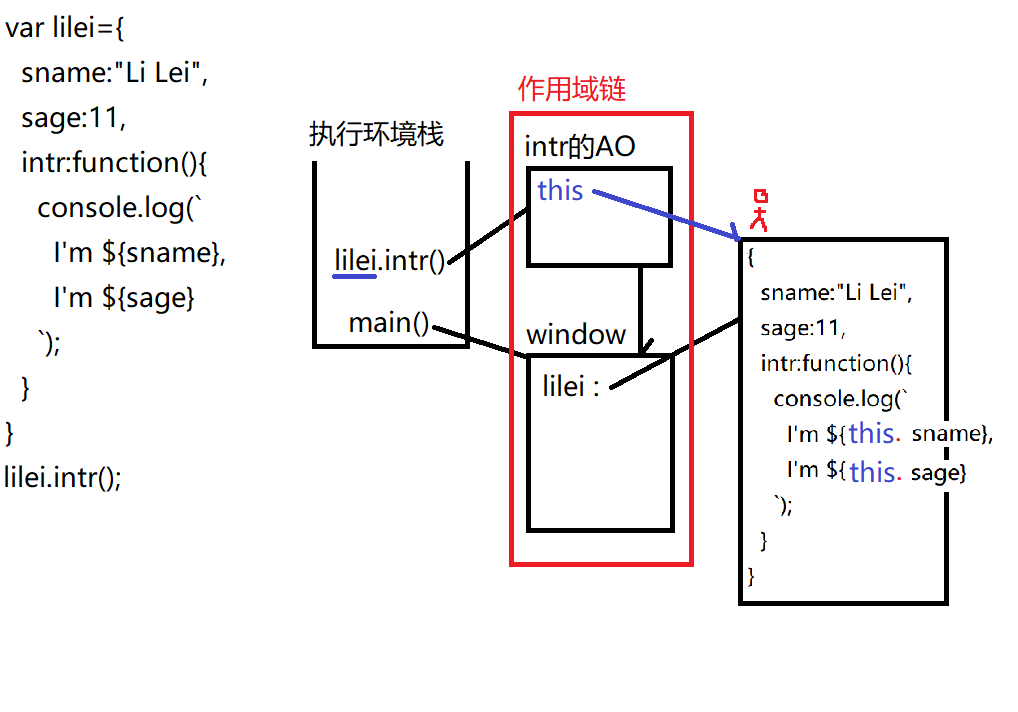 var lilei={
sname:"Li Lei",
sage:11,
intr:function(){
console.log(`
I'm ${sname},
I'm ${sage}
`);
}
}
lilei.intr();
执行环境栈
lilei.intr()
main()
作用域链
intr的AO
this
window
lilei :
{
sname:"Li Lei",
sage:11,
intr:function(){
console.log(`
I'm ${this. sname},
I'm ${this. sage}
`);
}
}